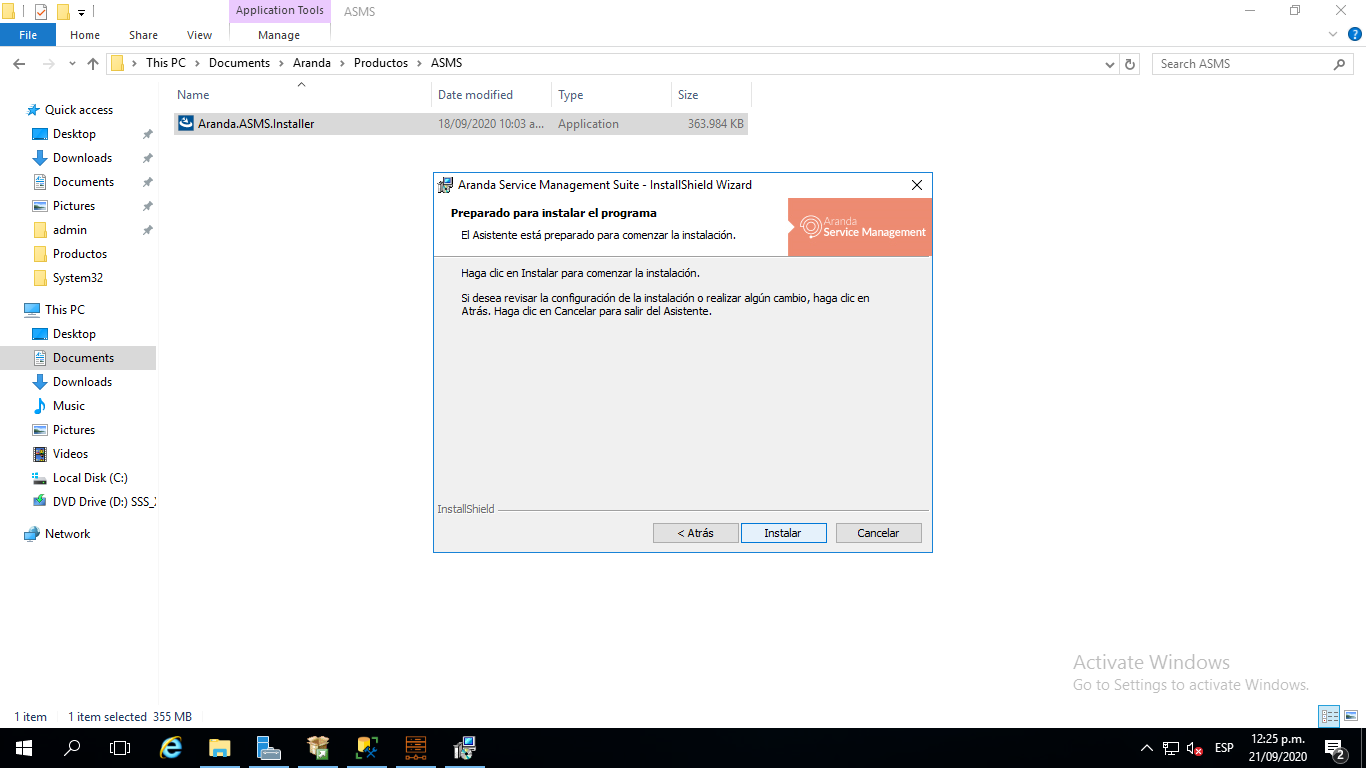 Application Tools
ASMS
File
Home
Share
View
Manage
This PC
Documents
Aranda
Productos
ASMS
Search ASMS
Name
Date modified
Type
Size
Aranda.ASMS.Installer
18/09/2020 10:03 a...
Application
363.984 KB
Quick access
Desktop
Downloads
Documents
Pictures
admin
Productos
System32
This PC
Desktop
Documents
Downloads
Music
Pictures
Videos
Local Disk (C:)
DVD Drive (D:) SSS_
Network
Aranda Service Management Suite - InstallShield Wizard
Preparado para instalar el programa
El Asistente está preparado para comenzar la instalación.
Aranda
Service Management
Haga clic en Instalar para comenzar la instalación.
Si desea revisar la configuración de la instalación o realizar algún cambio, haga clic en
Atrás. Haga clic en Cancelar para salir del Asistente.
InstallShield
< Atrás
Instalar
Cancelar
Activate Windows
Go to Settings to activate Windows.
1 item
1 item selected 355 MB
ESP
12:25 p.m.
21/09/2020
2